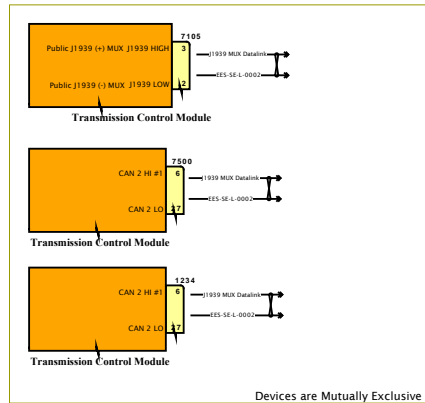 7105
Public J1939 (+) MUX J1939 HIGH 3 J1939 MUX Datalink
EES-SE-L-0002
Public J1939 (-) MUX J1939 LOW 2
Transmission Control Module
7500
CAN 2 HI #1 6 J1939 MUX Datalink
EES-SE-L-0002
CAN 2 LO 27
Transmission Control Module
1234
CAN 2 HI #1 6 J1939 MUX Datalink
EES-SE-L-0002
CAN 2 LO 27
Transmission Control Module
Devices are Mutually Exclusive